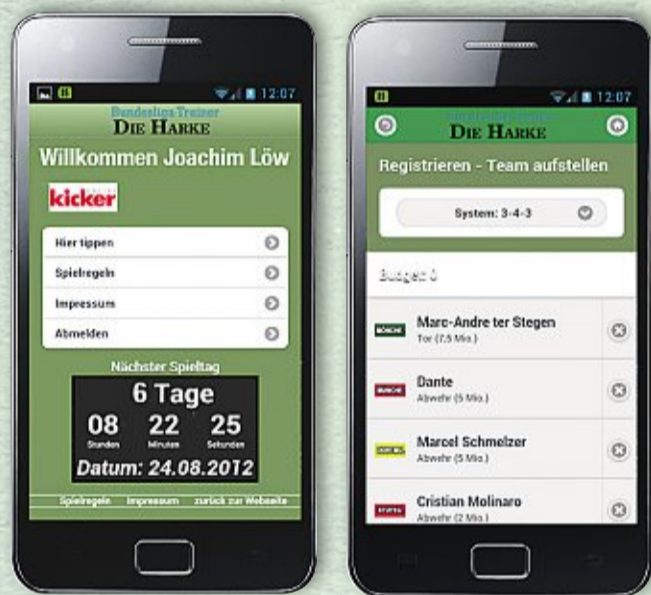 12:07
Bundesliga-Trainer
DIE HARKE
Willkommen Joachim Löw
kicker
Hier tippen
Spielregeln
Impressum
Abmelden
Nächster Spieltag
6 Tage
08 22 25
Stunden Minuten Sekunden
Datum: 24.08.2012
Spielregeln Impressum zurück zur Webseite
12:07
DIE HARKE
Registrieren - Team aufstellen
System: 3-4-3
Budget: 0
Marc-Andre ter Stegen
Tor (7.5 Mio.)
Dante
Abwehr (5 Mio.)
Marcel Schmelzer
Abwehr (5 Mio.)
Cristian Molinaro
Abwehr (2 Mio.)